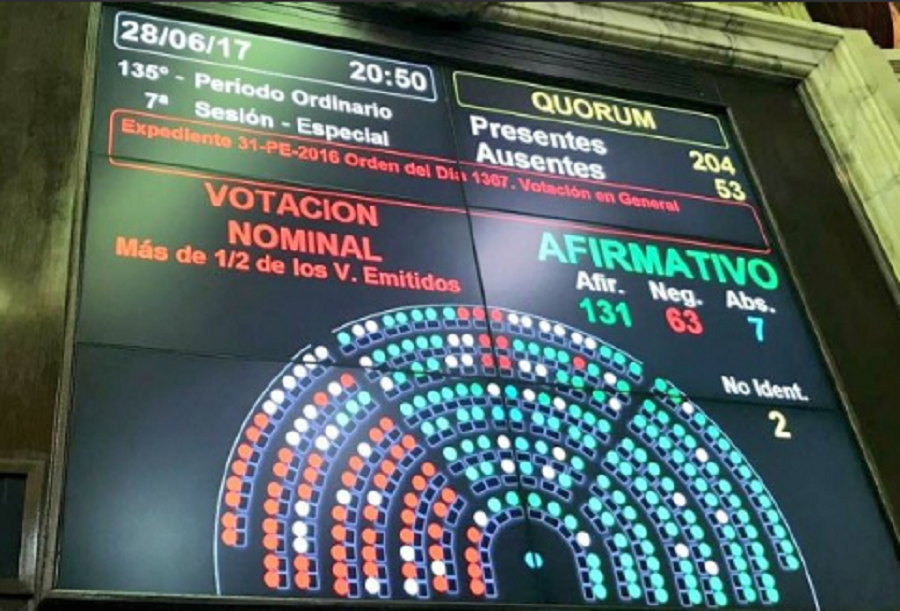 28/06/17 20:50
135º - Período Ordinario
7ª Sesión - Especial
QUORUM
Presentes 204
Ausentes 53
Expediente 31-PE-2016 Orden del Día 1367. Votación en General
VOTACION
NOMINAL
Más de 1/2 de los V. Emitidos
AFIRMATIVO
Afir. Neg. Abs.
131 63 7
No Ident.
2